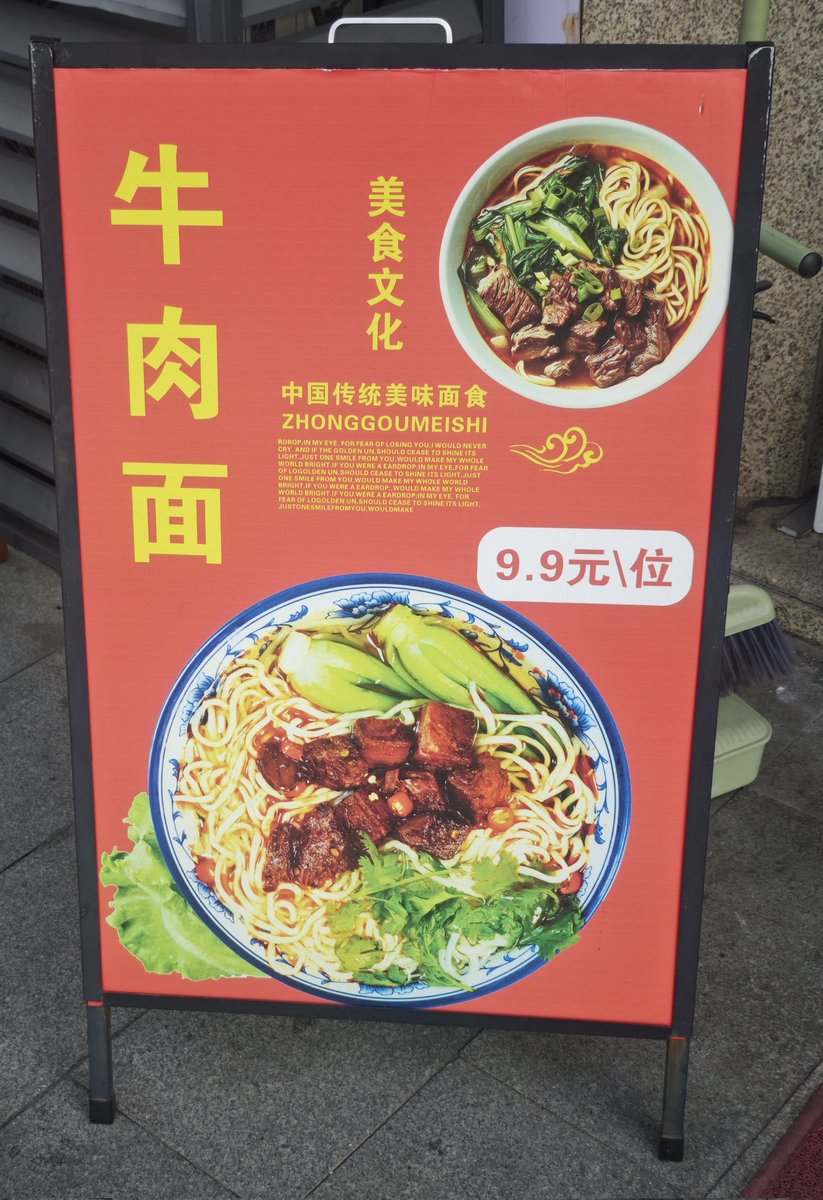 牛肉面
美食文化
中国传统美味面食
ZHONGGOUMEISHI
RDROP;IN MY EYE. FOR FEAR OF LOSING YOU.I WOULD NEVER
CRY. AND IF THE GOLDEN UN,SHOULD CEASE TO SHINE ITS
LIGHT,JUST ONE SMILE FROM YOU,WOULD MAKE MY WHOLE
WORLD BRIGHT.IF YOU WERE A EARDROP;IN MY EYE,FOR FEAR
OF LOGOLDEN UN,SHOULD CEASE TO SHINE ITS LIGHT,JUST
ONE SMILE FROM YOU,WOULD MAKE MY WHOLE WORLD
BRIGHT.IF YOU WERE A EARDROP;.WOULD MAKE MY WHOLE
WORLD BRIGHT.IF YOU WERE A EARDROP;IN MY EYE, FOR
FEAR OF LOGOLDEN UN,SHOULD CEASE TO SHINE ITS LIGHT,
JUSTONESMILEFROMYOU,WOULDMAKE
9.9元\位